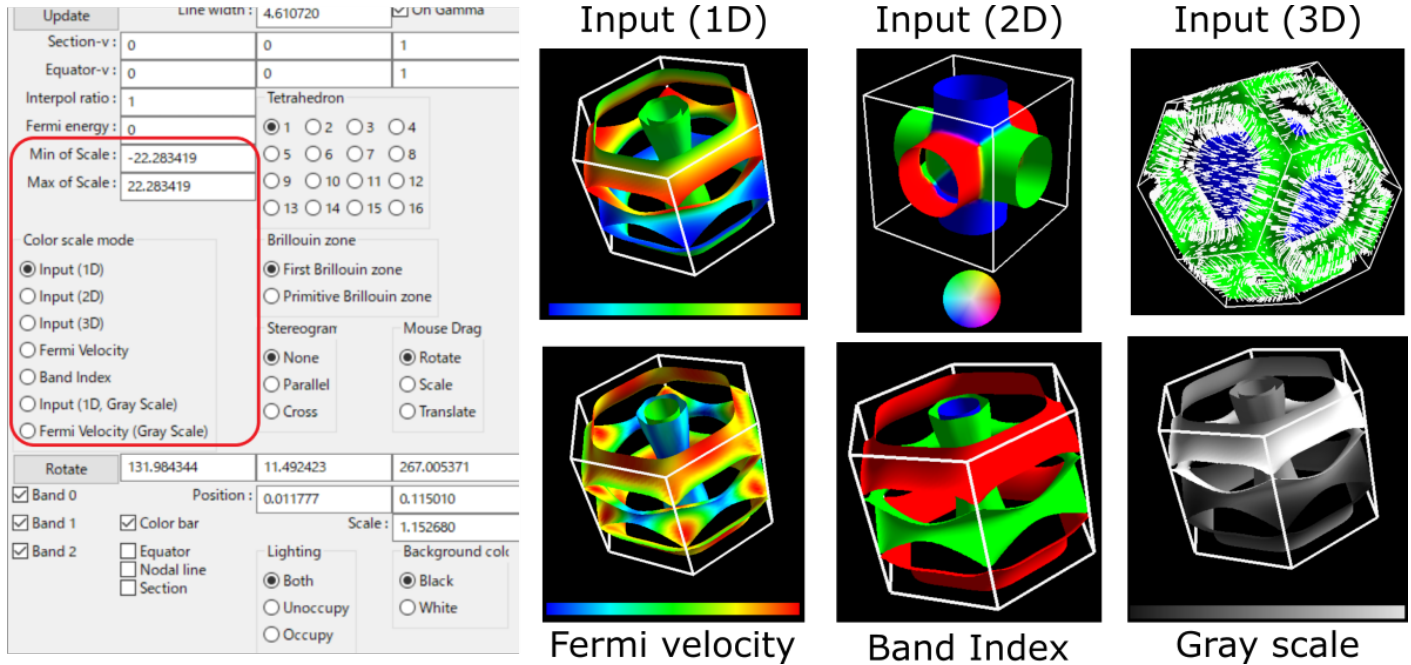 Update Line width : 4.610720 On Gamma
Section-v : 0 0 1
Equator-v : 0 0 1
Interpol ratio : 1 Tetrahedron
Fermi energy : 0 1 2 3 4
Min of Scale : -22.283419 5 6 7 8
Max of Scale : 22.283419 9 10 11 12
13 14 15 16
Color scale mode Brillouin zone
Input (1D) First Brillouin zone
Input (2D) Primitive Brillouin zone
Input (3D) Stereogram Mouse Drag
Fermi Velocity None Rotate
Band Index Parallel Scale
Input (1D, Gray Scale) Cross Translate
Fermi Velocity (Gray Scale)
Rotate 131.984344 11.492423 267.005371
Band 0 Position : 0.011777 0.115010
Band 1 Color bar Scale : 1.152680
Band 2 Equator Lighting Background colo
Nodal line Both Black
Section Unoccupy White
Occupy
Input (1D) Input (2D) Input (3D)
Fermi velocity Band Index Gray scale